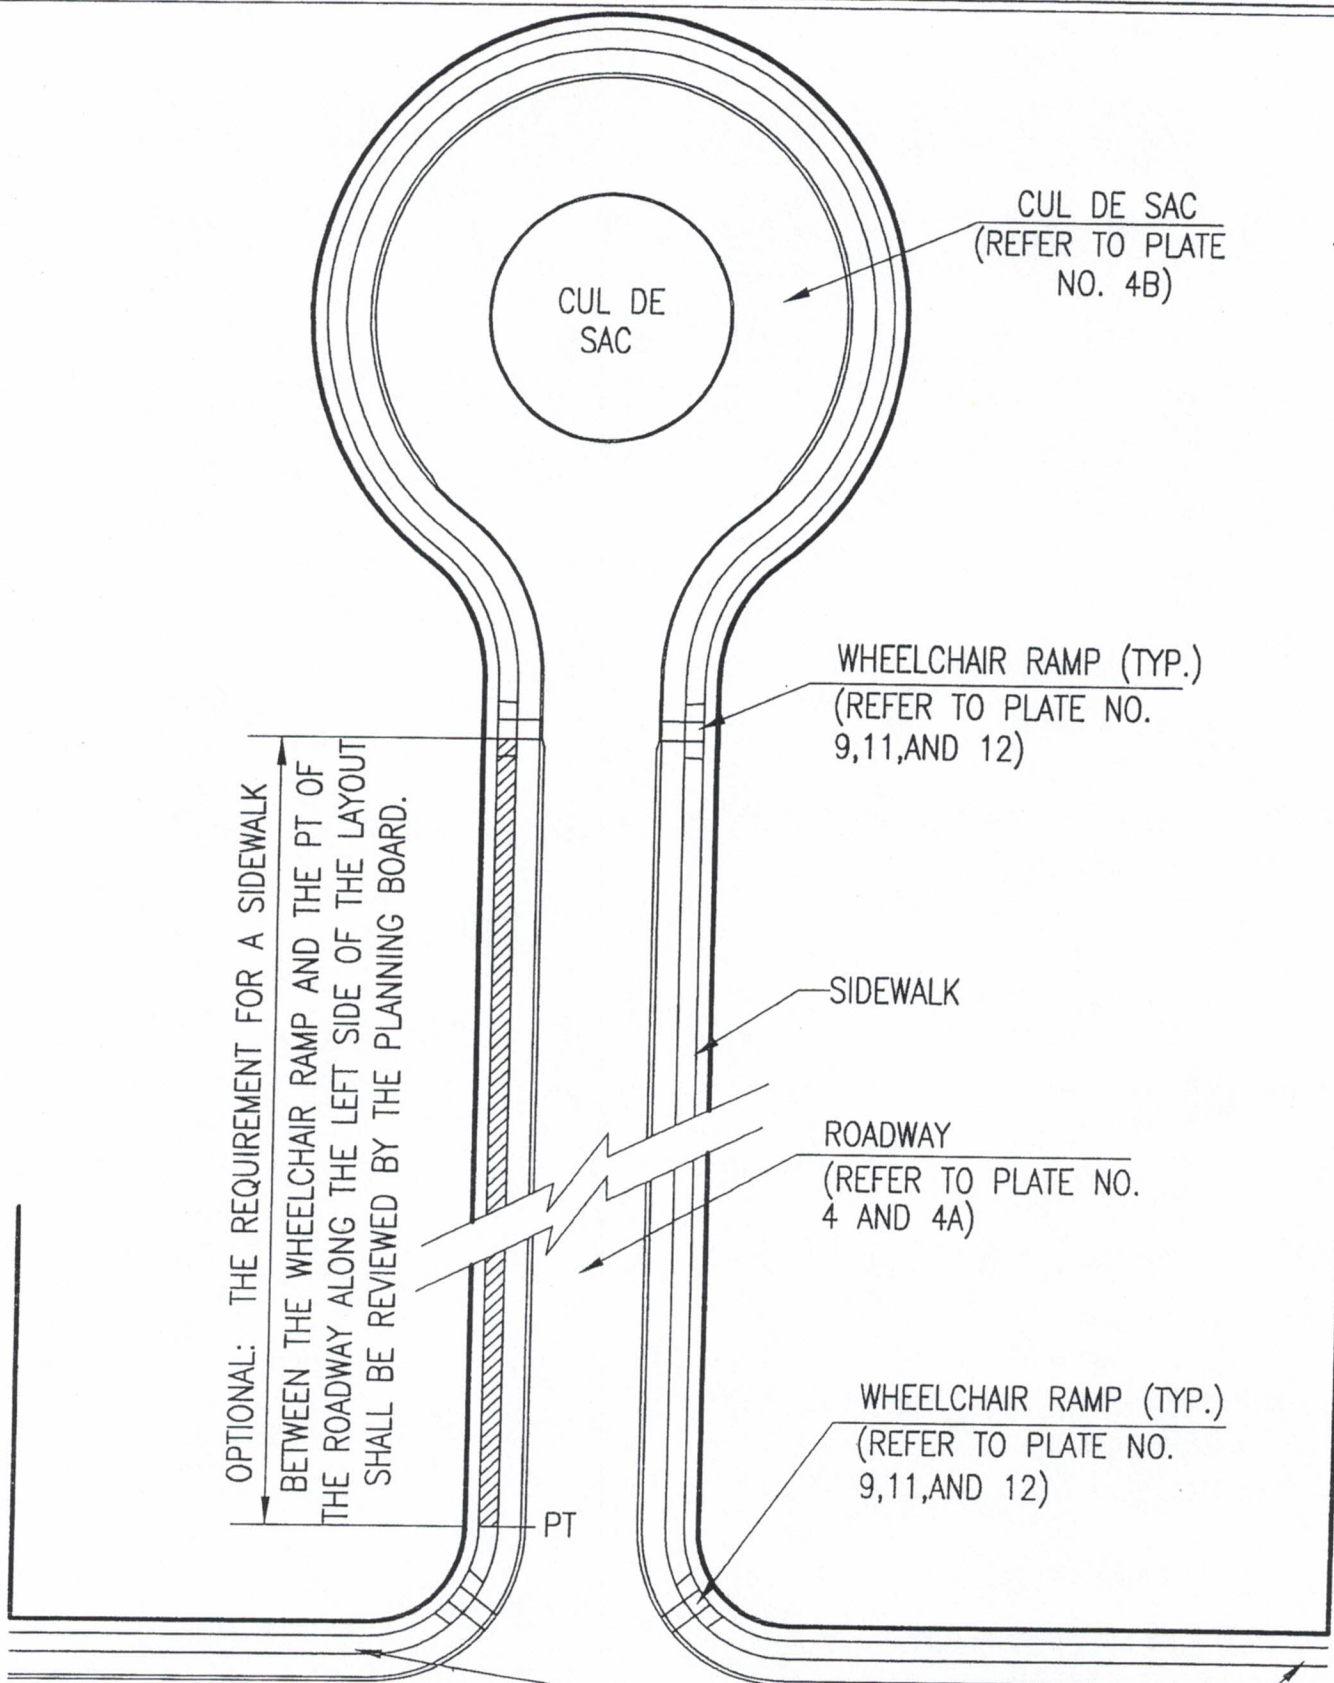 CUL DE SAC
(REFER TO PLATE
NO. 4B)
CUL DE
SAC
WHEELCHAIR RAMP (TYP.)
(REFER TO PLATE NO.
9,11,AND 12)
OPTIONAL: THE REQUIREMENT FOR A SIDEWALK
BETWEEN THE WHEELCHAIR RAMP AND THE PT OF
THE ROADWAY ALONG THE LEFT SIDE OF THE LAYOUT
SHALL BE REVIEWED BY THE PLANNING BOARD.
SIDEWALK
ROADWAY
(REFER TO PLATE NO.
4 AND 4A)
WHEELCHAIR RAMP (TYP.)
(REFER TO PLATE NO.
9,11,AND 12)
PT